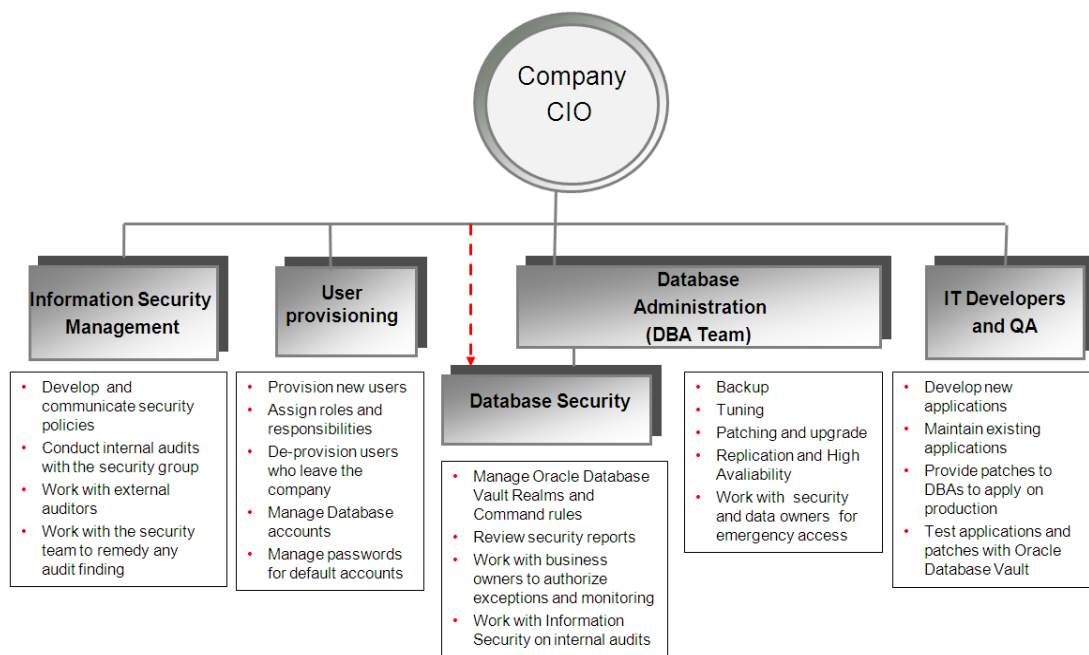 Company
CIO
Information Security
Management
User
provisioning
Database
Administration
(DBA Team)
IT Developers
and QA
Database Security
• Develop and
communicate security
policies
• Conduct internal audits
with the security group
• Work with external
auditors
• Work with the security
team to remedy any
audit finding
• Provision new users
• Assign roles and
responsibilities
• De-provision users
who leave the
company
• Manage Database
accounts
• Manage passwords
for default accounts
• Manage Oracle Database
Vault Realms and
Command rules
• Review security reports
• Work with business
owners to authorize
exceptions and monitoring
• Work with Information
Security on internal audits
• Backup
• Tuning
• Patching and upgrade
• Replication and High
Avaliability
• Work with security
and data owners for
emergency access
• Develop new
applications
• Maintain existing
applications
• Provide patches to
DBAs to apply on
production
• Test applications and
patches with Oracle
Database Vault